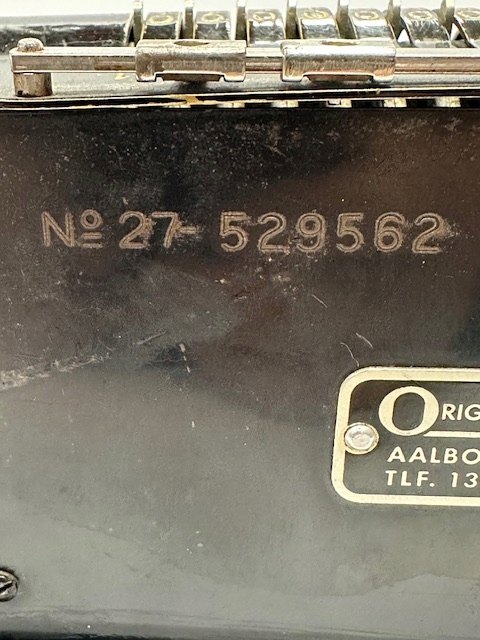 Nº 27- 529562
ORIG
AALBO
TLF. 13